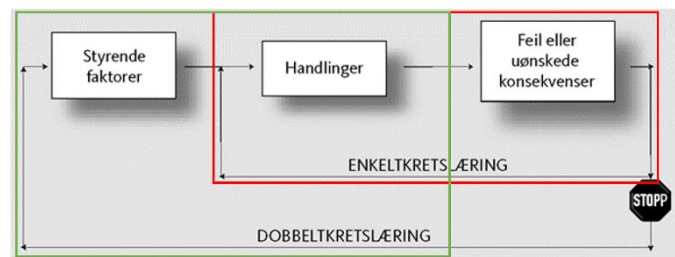 Styrende
faktorer
Handlinger
Feil eller
uønskede
konsekvenser
ENKELTKRETSLÆRING
STOPP
DOBBELTKRETSLÆRING